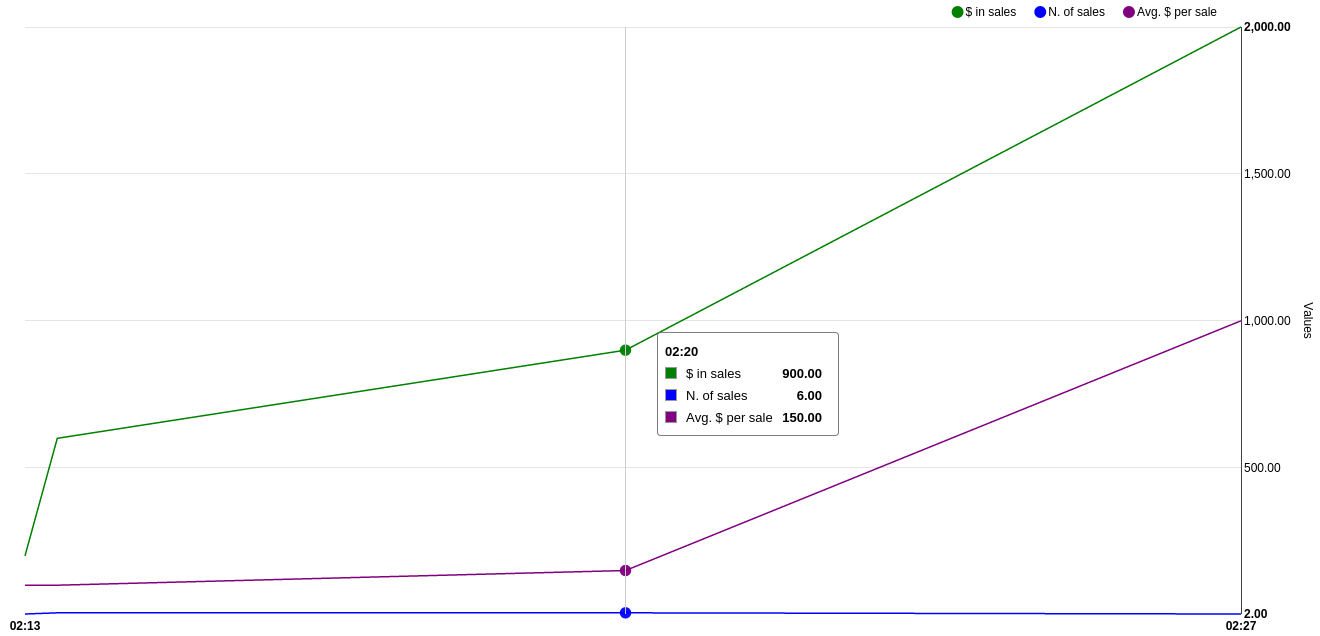 $ in sales N. of sales Avg. $ per sale
2,000.00
1,500.00
1,000.00
Values
02:20
$ in sales 900.00
N. of sales 6.00
Avg. $ per sale 150.00
500.00
2.00
02:13 02:27